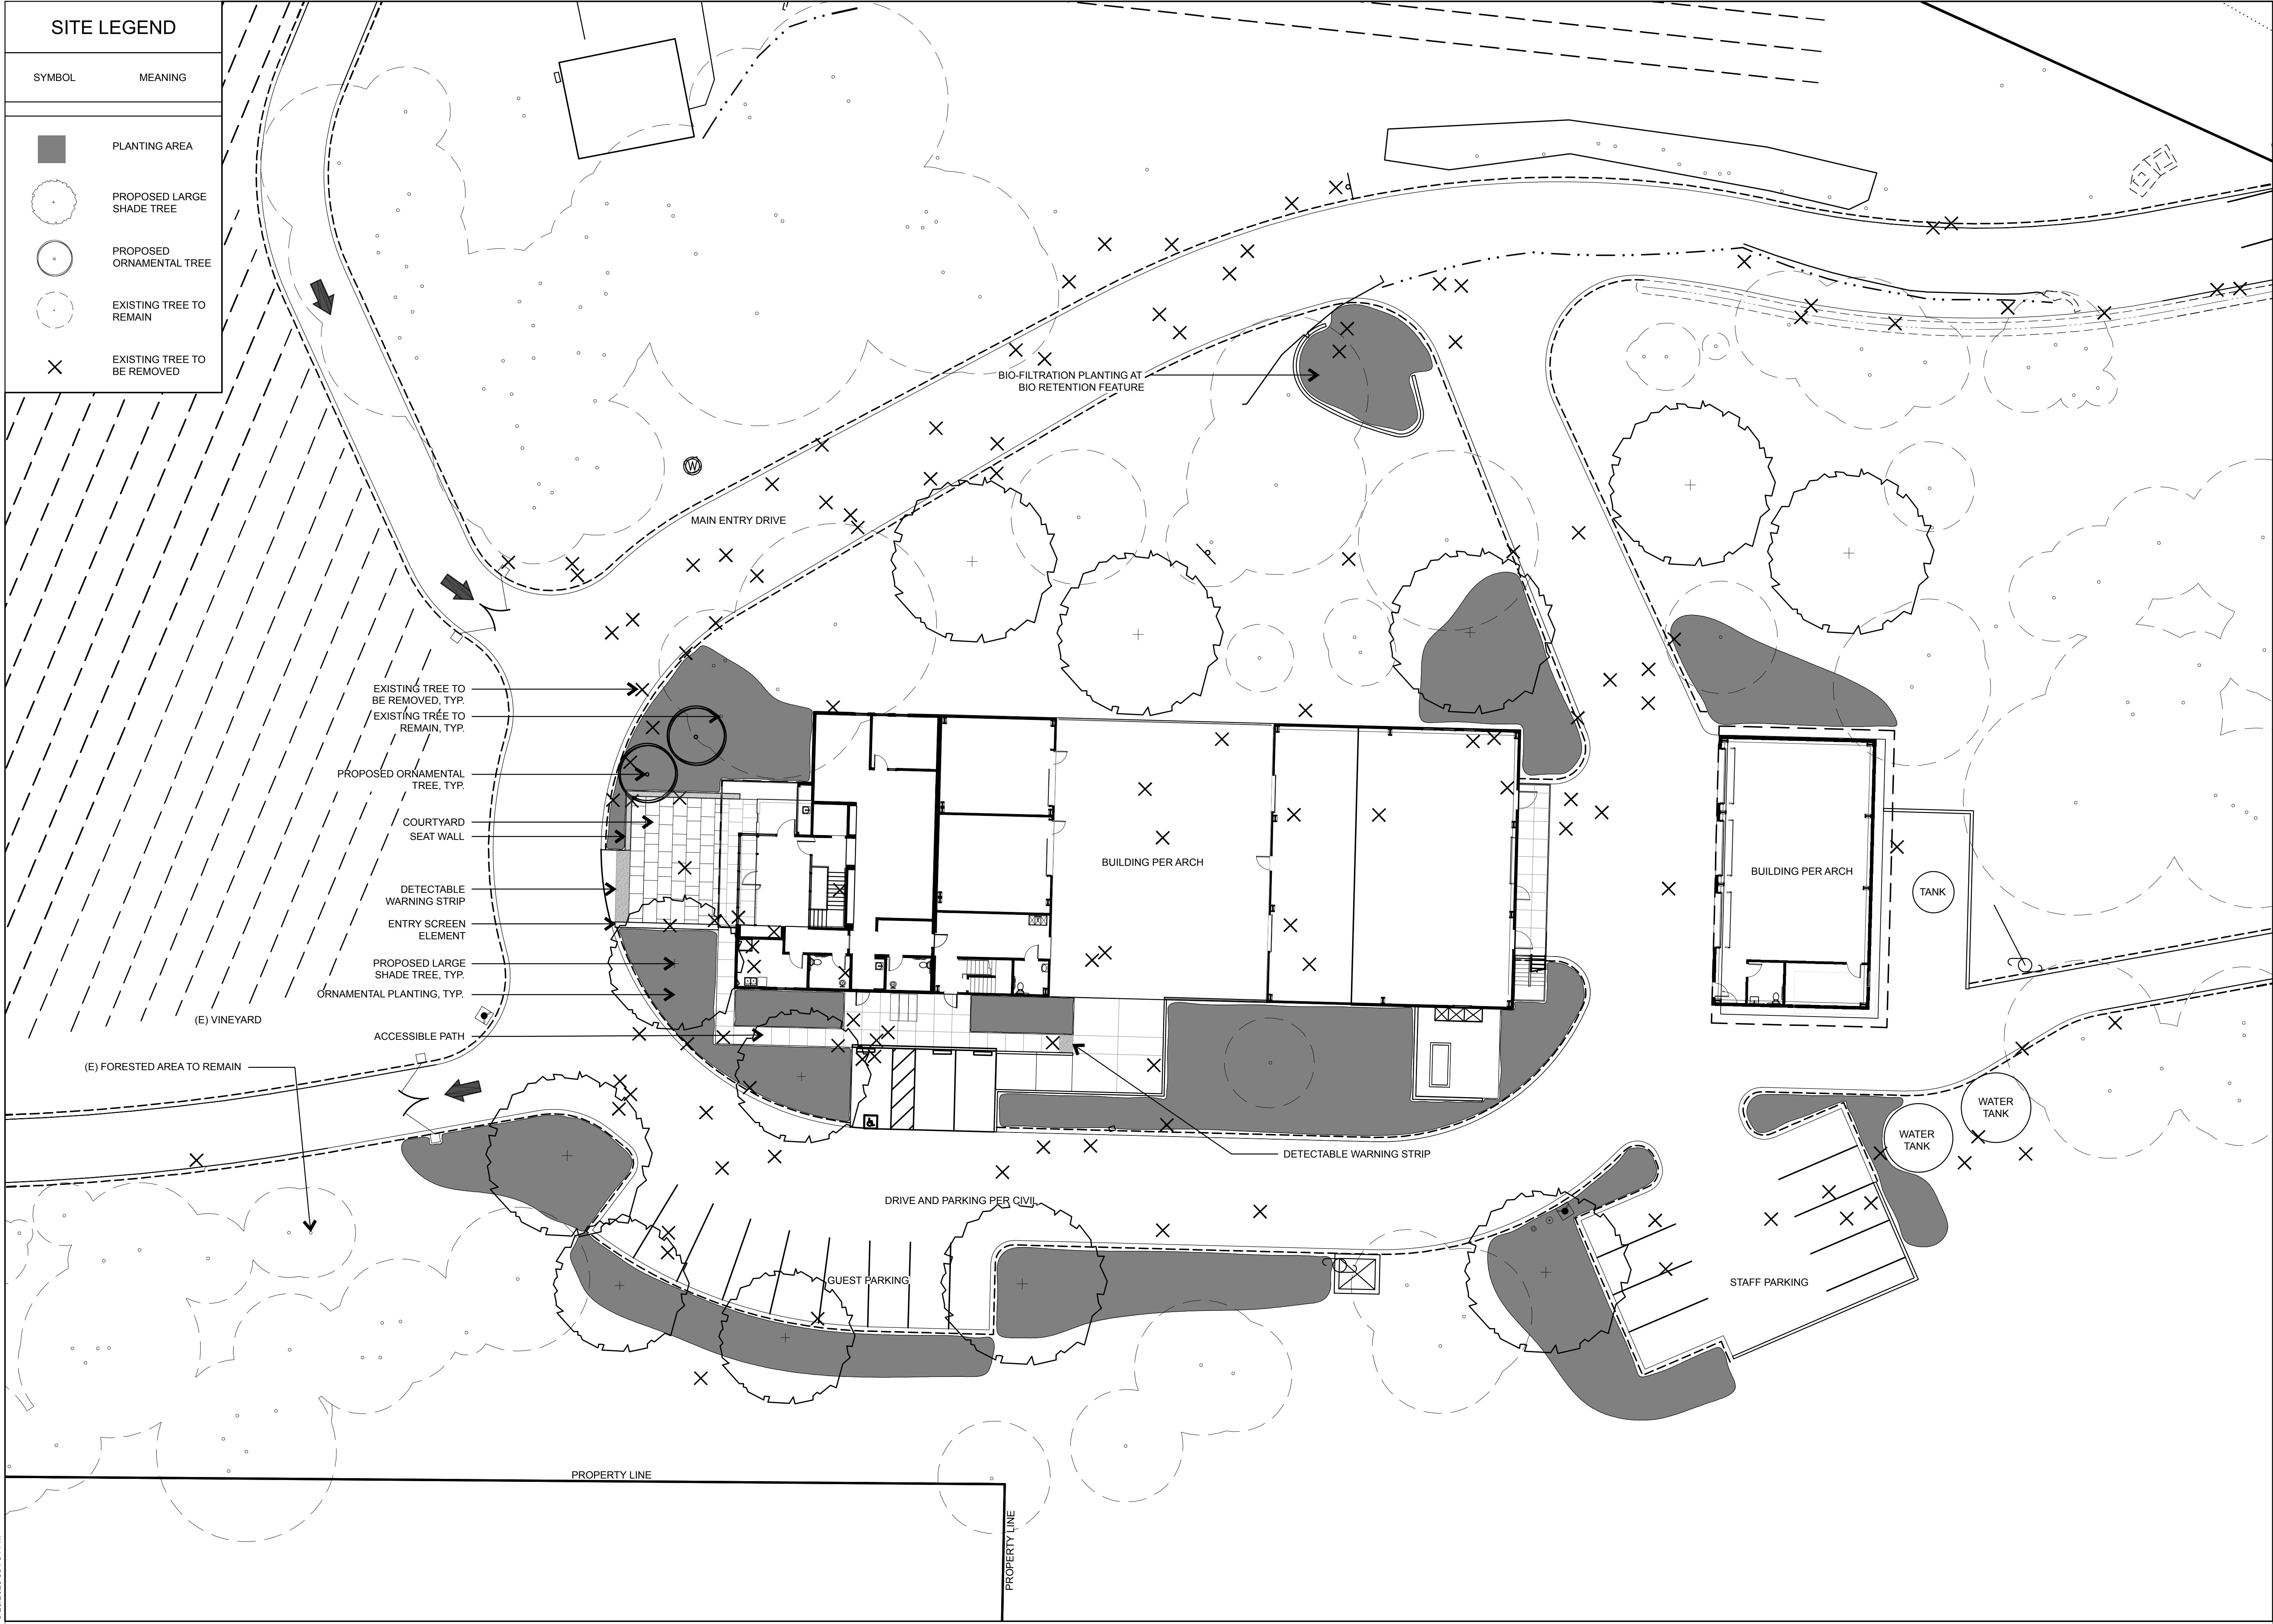 SITE LEGEND
SYMBOL MEANING
PLANTING AREA
PROPOSED LARGE
SHADE TREE
PROPOSED
ORNAMENTAL TREE
EXISTING TREE TO
REMAIN
EXISTING TREE TO
BE REMOVED
BIO-FILTRATION PLANTING AT
BIO RETENTION FEATURE
W
MAIN ENTRY DRIVE
EXISTING TREE TO
BE REMOVED, TYP.
EXISTING TREE TO
REMAIN, TYP.
PROPOSED ORNAMENTAL
TREE, TYP.
COURTYARD
SEAT WALL
DETECTABLE
WARNING STRIP
ENTRY SCREEN
ELEMENT
PROPOSED LARGE
SHADE TREE, TYP.
ORNAMENTAL PLANTING, TYP.
ACCESSIBLE PATH
(E) VINEYARD
(E) FORESTED AREA TO REMAIN
BUILDING PER ARCH
BUILDING PER ARCH
TANK
WATER
TANK
WATER
TANK
DETECTABLE WARNING STRIP
DRIVE AND PARKING PER CIVIL
GUEST PARKING
STAFF PARKING
PROPERTY LINE
PROPERTY LINE